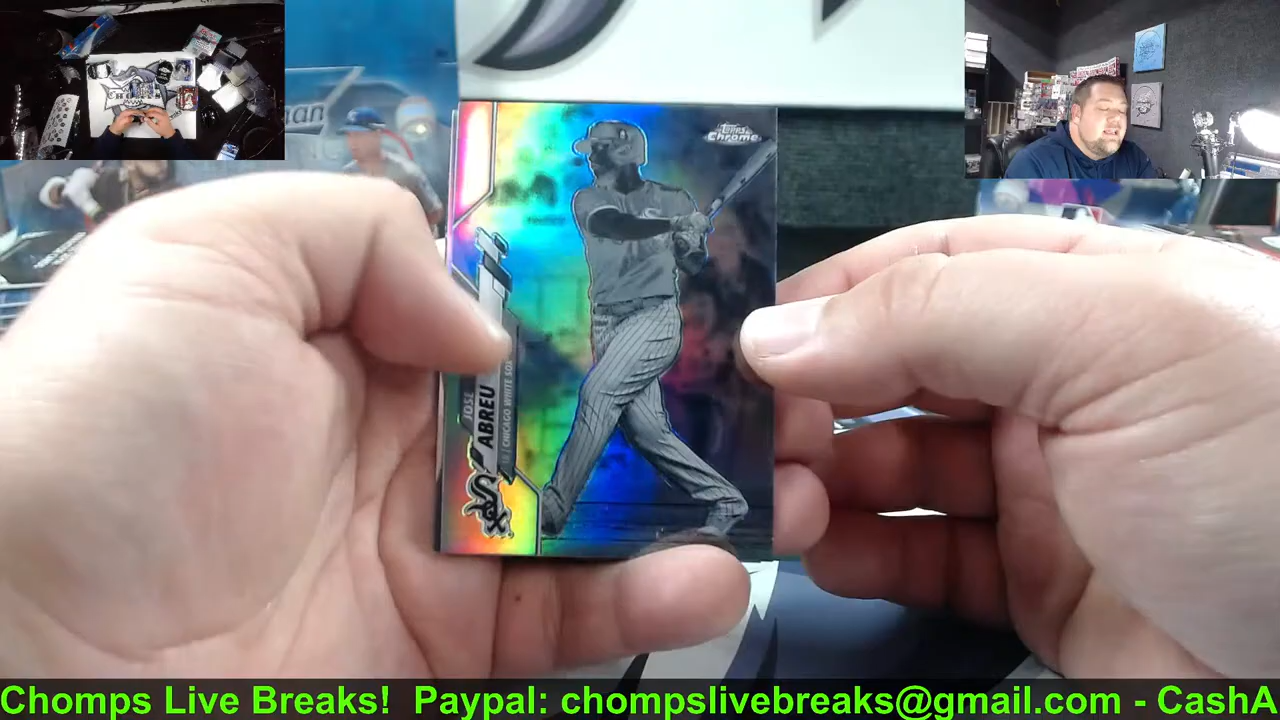 Topps
Chrome
JOSE
ABREU
CHICAGO WHITE SOX
Sox
Chomps Live Breaks!  Paypal: chompslivebreaks@gmail.com - CashA